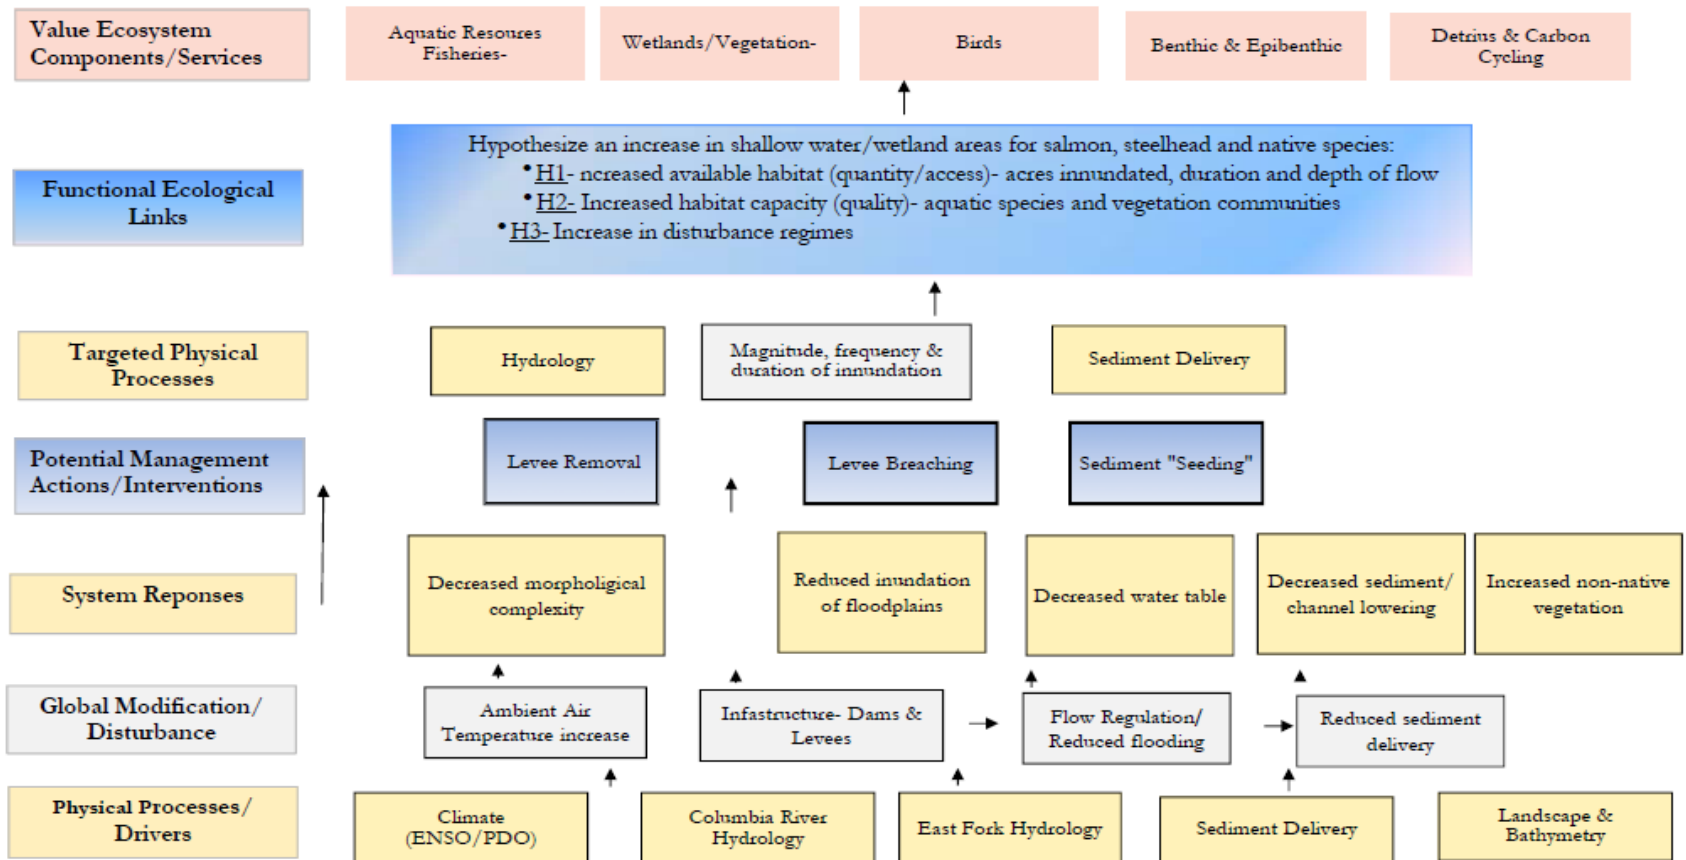 Value Ecosystem
Components/Services
Aquatic Resoures
Fisheries-
Wetlands/Vegetation-
Birds
Benthic & Epibenthic
Detrius & Carbon
Cycling
Functional Ecological
Links
Hypothesize an increase in shallow water/wetland areas for salmon, steelhead and native species:
•H1- ncreased available habitat (quantity/access)- acres innundated, duration and depth of flow
•H2- Increased habitat capacity (quality)- aquatic species and vegetation communities
•H3- Increase in disturbance regimes
Targeted Physical
Processes
Hydrology
Magnitude, frequency &
duration of innundation
Sediment Delivery
Potential Management
Actions/Interventions
Levee Removal
Levee Breaching
Sediment "Seeding"
System Reponses
Decreased morpholigical
complexity
Reduced inundation
of floodplains
Decreased water table
Decreased sediment/
channel lowering
Increased non-native
vegetation
Global Modification/
Disturbance
Ambient Air
Temperature increase
Infastructure- Dams &
Levees
Flow Regulation/
Reduced flooding
Reduced sediment
delivery
Physical Processes/
Drivers
Climate
(ENSO/PDO)
Columbia River
Hydrology
East Fork Hydrology
Sediment Delivery
Landscape &
Bathymetry